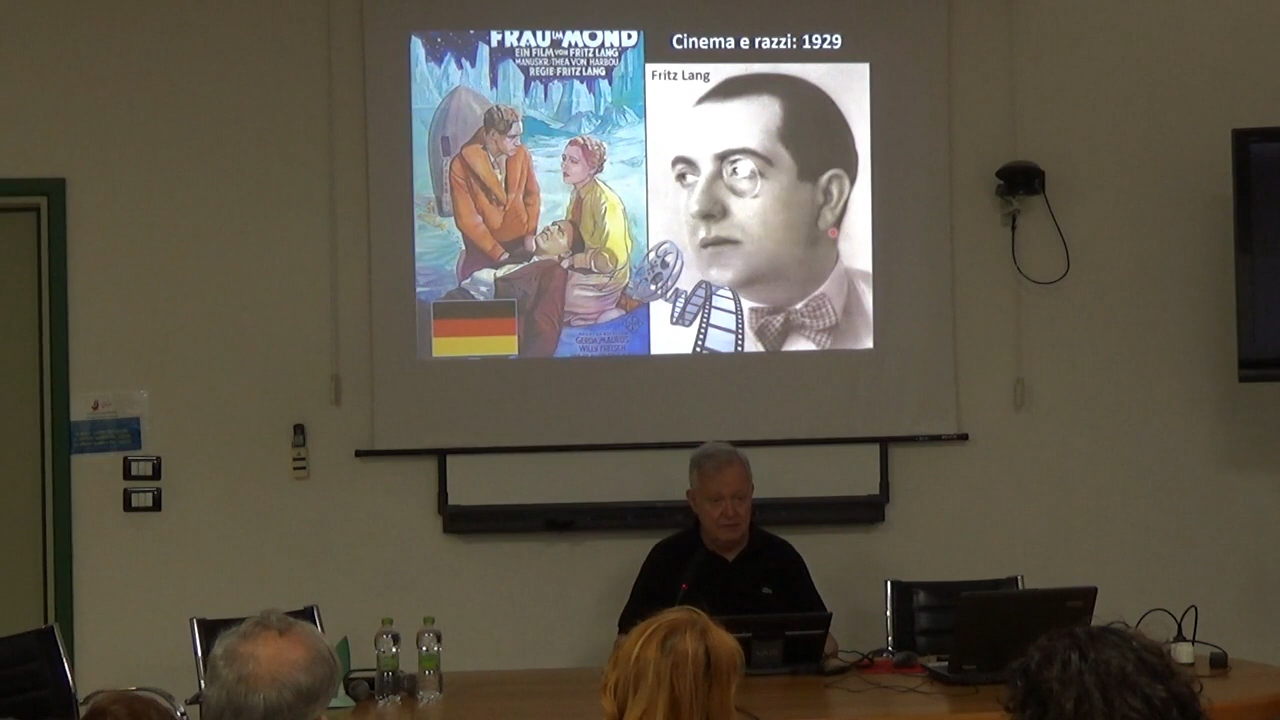 FRAU IM MOND
EIN FILM VON FRITZ LANG
MANUSKR. THEA VON HARBOU
REGIE: FRITZ LANG
GERDA MAURUS
WILLY FRITSCH
Cinema e razzi: 1929
Fritz Lang